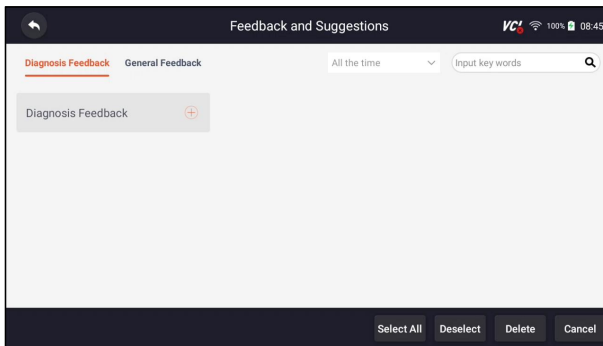 Feedback and Suggestions
VCI 100% 08:45
Diagnosis Feedback General Feedback All the time Input key words
Diagnosis Feedback
Select All Deselect Delete Cancel